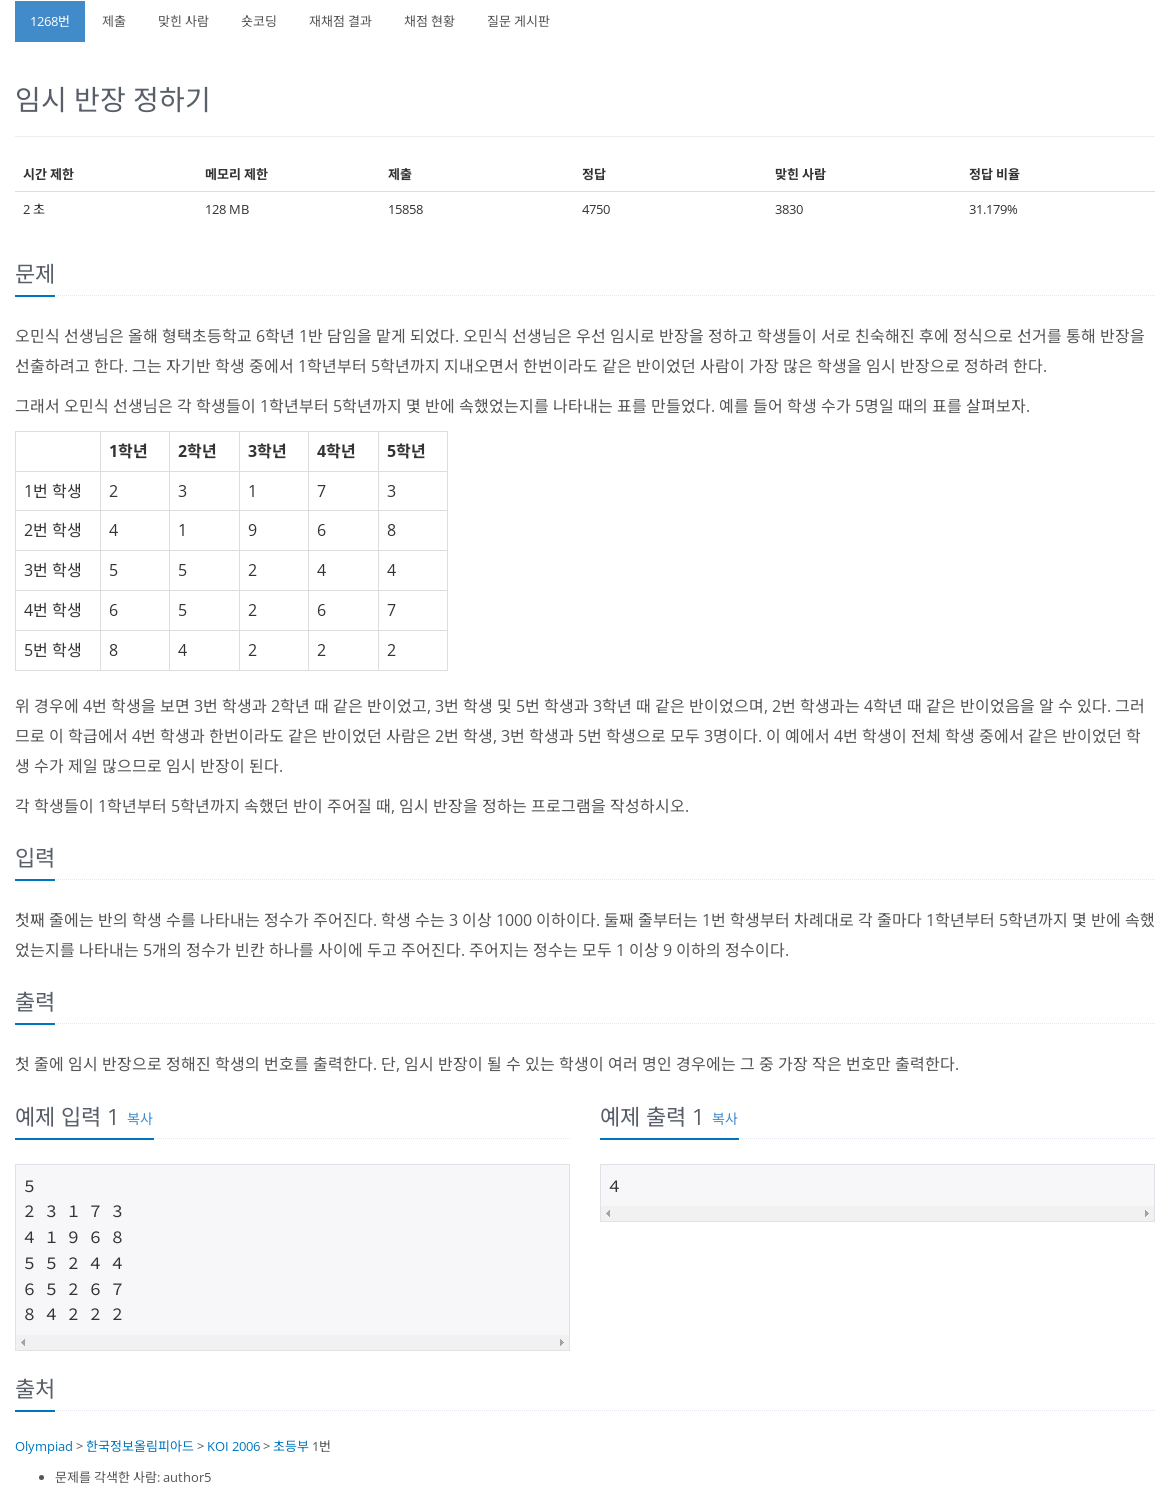 1268번 제출 맞힌 사람 숏코딩 재채점 결과 채점 현황 질문 게시판
임시 반장 정하기
시간 제한 메모리 제한 제출 정답 맞힌 사람 정답 비율
2 초 128 MB 15858 4750 3830 31.179%
문제
오민식 선생님은 올해 형택초등학교 6학년 1반 담임을 맡게 되었다. 오민식 선생님은 우선 임시로 반장을 정하고 학생들이 서로 친숙해진 후에 정식으로 선거를 통해 반장을
선출하려고 한다. 그는 자기반 학생 중에서 1학년부터 5학년까지 지내오면서 한번이라도 같은 반이었던 사람이 가장 많은 학생을 임시 반장으로 정하려 한다.
그래서 오민식 선생님은 각 학생들이 1학년부터 5학년까지 몇 반에 속했었는지를 나타내는 표를 만들었다. 예를 들어 학생 수가 5명일 때의 표를 살펴보자.
1학년 2학년 3학년 4학년 5학년
1번 학생 2 3 1 7 3
2번 학생 4 1 9 6 8
3번 학생 5 5 2 4 4
4번 학생 6 5 2 6 7
5번 학생 8 4 2 2 2
위 경우에 4번 학생을 보면 3번 학생과 2학년 때 같은 반이었고, 3번 학생 및 5번 학생과 3학년 때 같은 반이었으며, 2번 학생과는 4학년 때 같은 반이었음을 알 수 있다. 그러
므로 이 학급에서 4번 학생과 한번이라도 같은 반이었던 사람은 2번 학생, 3번 학생과 5번 학생으로 모두 3명이다. 이 예에서 4번 학생이 전체 학생 중에서 같은 반이었던 학
생 수가 제일 많으므로 임시 반장이 된다.
각 학생들이 1학년부터 5학년까지 속했던 반이 주어질 때, 임시 반장을 정하는 프로그램을 작성하시오.
입력
첫째 줄에는 반의 학생 수를 나타내는 정수가 주어진다. 학생 수는 3 이상 1000 이하이다. 둘째 줄부터는 1번 학생부터 차례대로 각 줄마다 1학년부터 5학년까지 몇 반에 속했
었는지를 나타내는 5개의 정수가 빈칸 하나를 사이에 두고 주어진다. 주어지는 정수는 모두 1 이상 9 이하의 정수이다.
출력
첫 줄에 임시 반장으로 정해진 학생의 번호를 출력한다. 단, 임시 반장이 될 수 있는 학생이 여러 명인 경우에는 그 중 가장 작은 번호만 출력한다.
예제 입력 1 복사
5
2 3 1 7 3
4 1 9 6 8
5 5 2 4 4
6 5 2 6 7
8 4 2 2 2
예제 출력 1 복사
4
출처
Olympiad > 한국정보올림피아드 > KOI 2006 > 초등부 1번
• 문제를 각색한 사람: author5